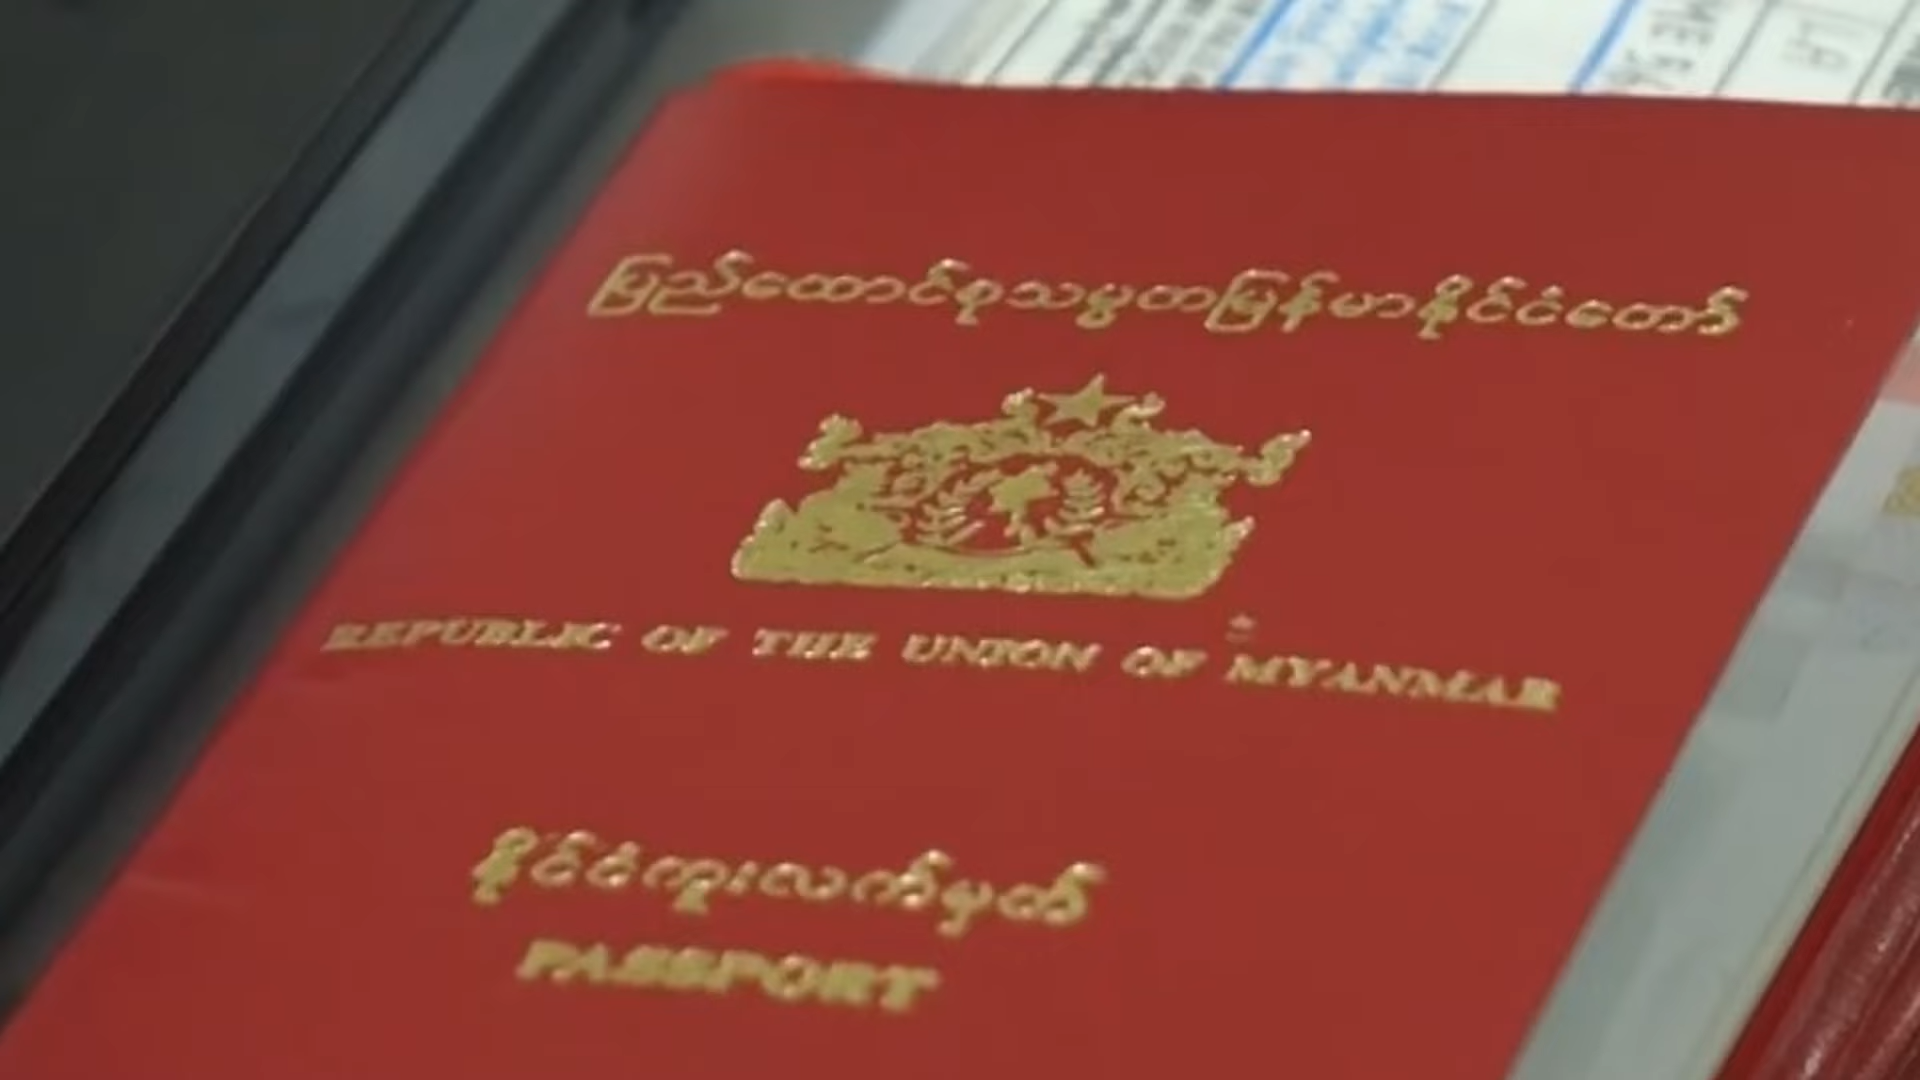 ပြည်ထောင်စုသမ္မတမြန်မာနိုင်ငံတော်
REPUBLIC OF THE UNION OF MYANMAR
နိုင်ငံကူးလက်မှတ်
PASSPORT